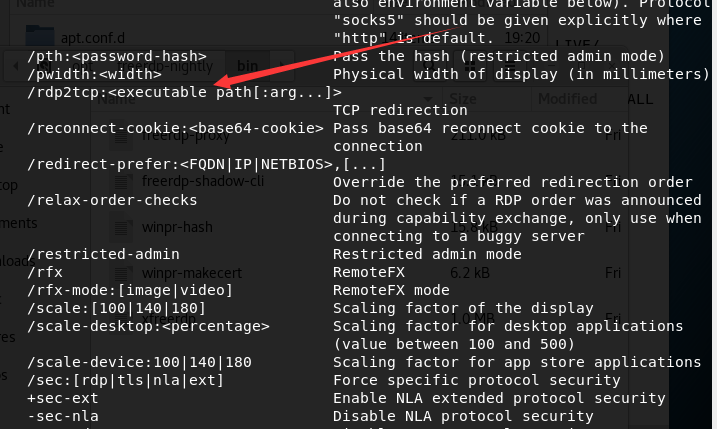 also environment variable below). Protocol
"socks5" should be given explicitly where
"http" is default.
apt.conf.d
19:20
LIVE/
/pth:<password-hash> Pass the hash (restricted admin mode)
freerdp-nightly
bin
/pwidth:<width> Physical width of display (in millimeters)
/rdp2tcp:<executable path[:arg...]>
Name
Size
Modified
ALL
TCP redirection
/reconnect-cookie:<base64-cookie> Pass base64 reconnect cookie to the
freerdp-proxy
Fri
connection
/redirect-prefer:<FQDN|IP|NETBIOS>,[...]
freerdp-shadow-cli
Fri
Override the preferred redirection order
/relax-order-checks Do not check if a RDP order was announced
during capability exchange, only use when
winpr-hash
15.8 kB
Fri
connecting to a buggy server
/restricted-admin Restricted admin mode
/rfx RemoteFX
winpr-makecert
6.2 kB
Fri
/rfx-mode:[image|video] RemoteFX mode
/scale:[100|140|180] Scaling factor of the display
xfreerdp
Fri
/scale-desktop:<percentage> Scaling factor for desktop applications
(value between 100 and 500)
/scale-device:100|140|180 Scaling factor for app store applications
/sec:[rdp|tls|nla|ext] Force specific protocol security
+sec-ext Enable NLA extended protocol security
-sec-nla Disable NLA protocol security